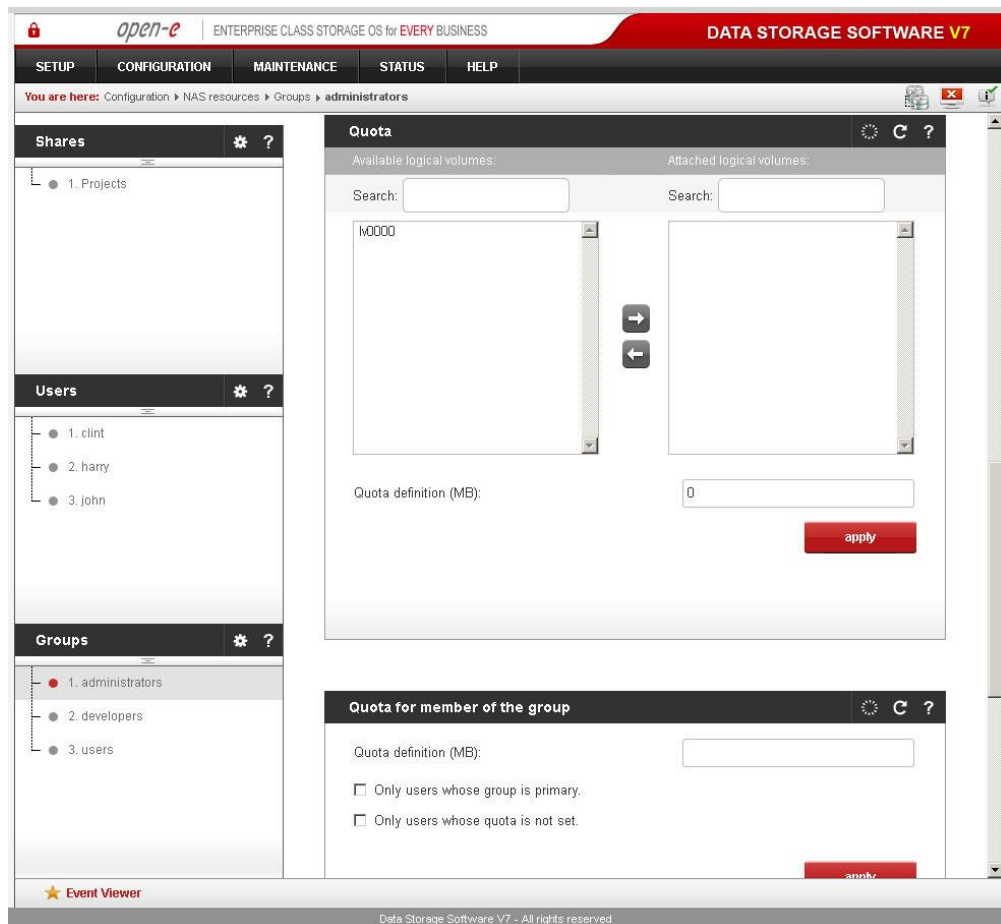 open-e ENTERPRISE CLASS STORAGE OS for EVERY BUSINESS DATA STORAGE SOFTWARE V7
SETUP CONFIGURATION MAINTENANCE STATUS HELP
You are here: Configuration NAS resources Groups administrators
Shares ?
1. Projects
Users ?
1. clint
2. harry
3. john
Groups ?
1. administrators
2. developers
3. users
Quota ?
Available logical volumes: Attached logical volumes:
Search: Search:
lv0000
Quota definition (MB): 0
apply
Quota for member of the group ?
Quota definition (MB):
Only users whose group is primary.
Only users whose quota is not set.
apply
Event Viewer
Data Storage Software V7 - All rights reserved